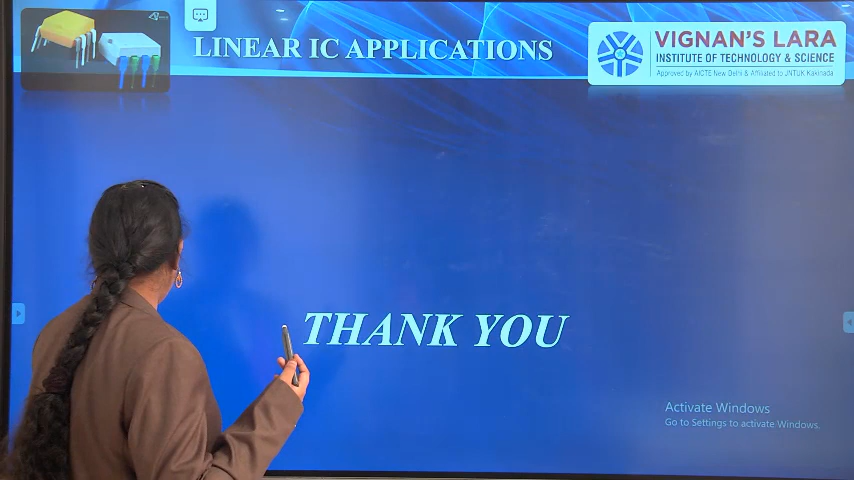 LINEAR IC APPLICATIONS
VIGNAN'S LARA
INSTITUTE OF TECHNOLOGY & SCIENCE
Approved by AICTE New Delhi & Affiliated to JNTUK Kakinada
THANK YOU
Activate Windows
Go to Settings to activate Windows.